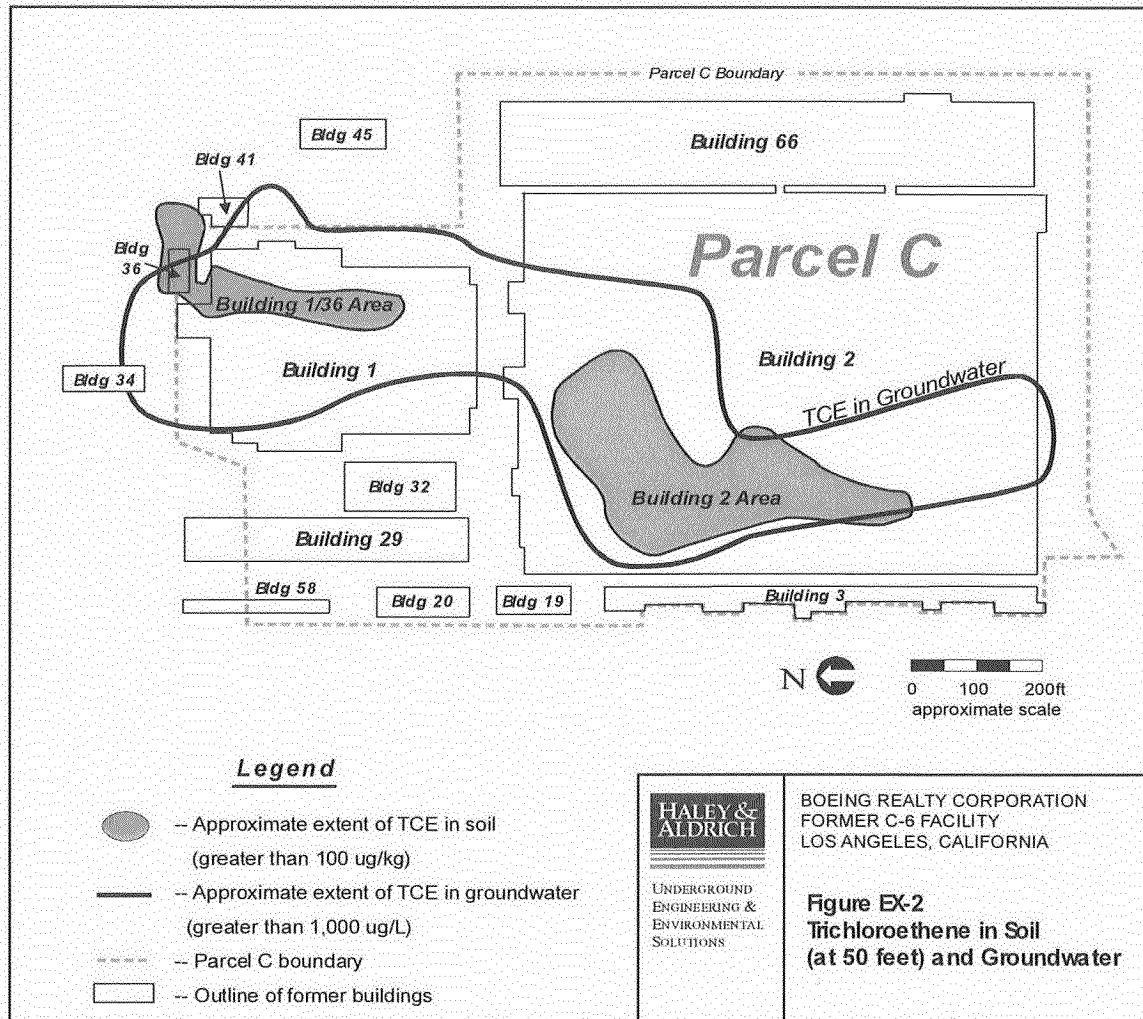 Parcel C Boundary
Bldg 45
Building 66
Bldg 41
Bldg
36
Parcel C
Building 1/36 Area
Building 1
Building 2
Bldg 34
TCE in Groundwater
Bldg 32
Building 2 Area
Building 29
Bldg 58
Bldg 20
Bldg 19
Building 3
N
0 100 200ft
approximate scale
Legend
-- Approximate extent of TCE in soil
(greater than 100 ug/kg)
-- Approximate extent of TCE in groundwater
(greater than 1,000 ug/L)
-- Parcel C boundary
-- Outline of former buildings
HALEY &
ALDRICH
UNDERGROUND
ENGINEERING &
ENVIRONMENTAL
SOLUTIONS
BOEING REALTY CORPORATION
FORMER C-6 FACILITY
LOS ANGELES, CALIFORNIA
Figure EX-2
Trichloroethene in Soil
(at 50 feet) and Groundwater